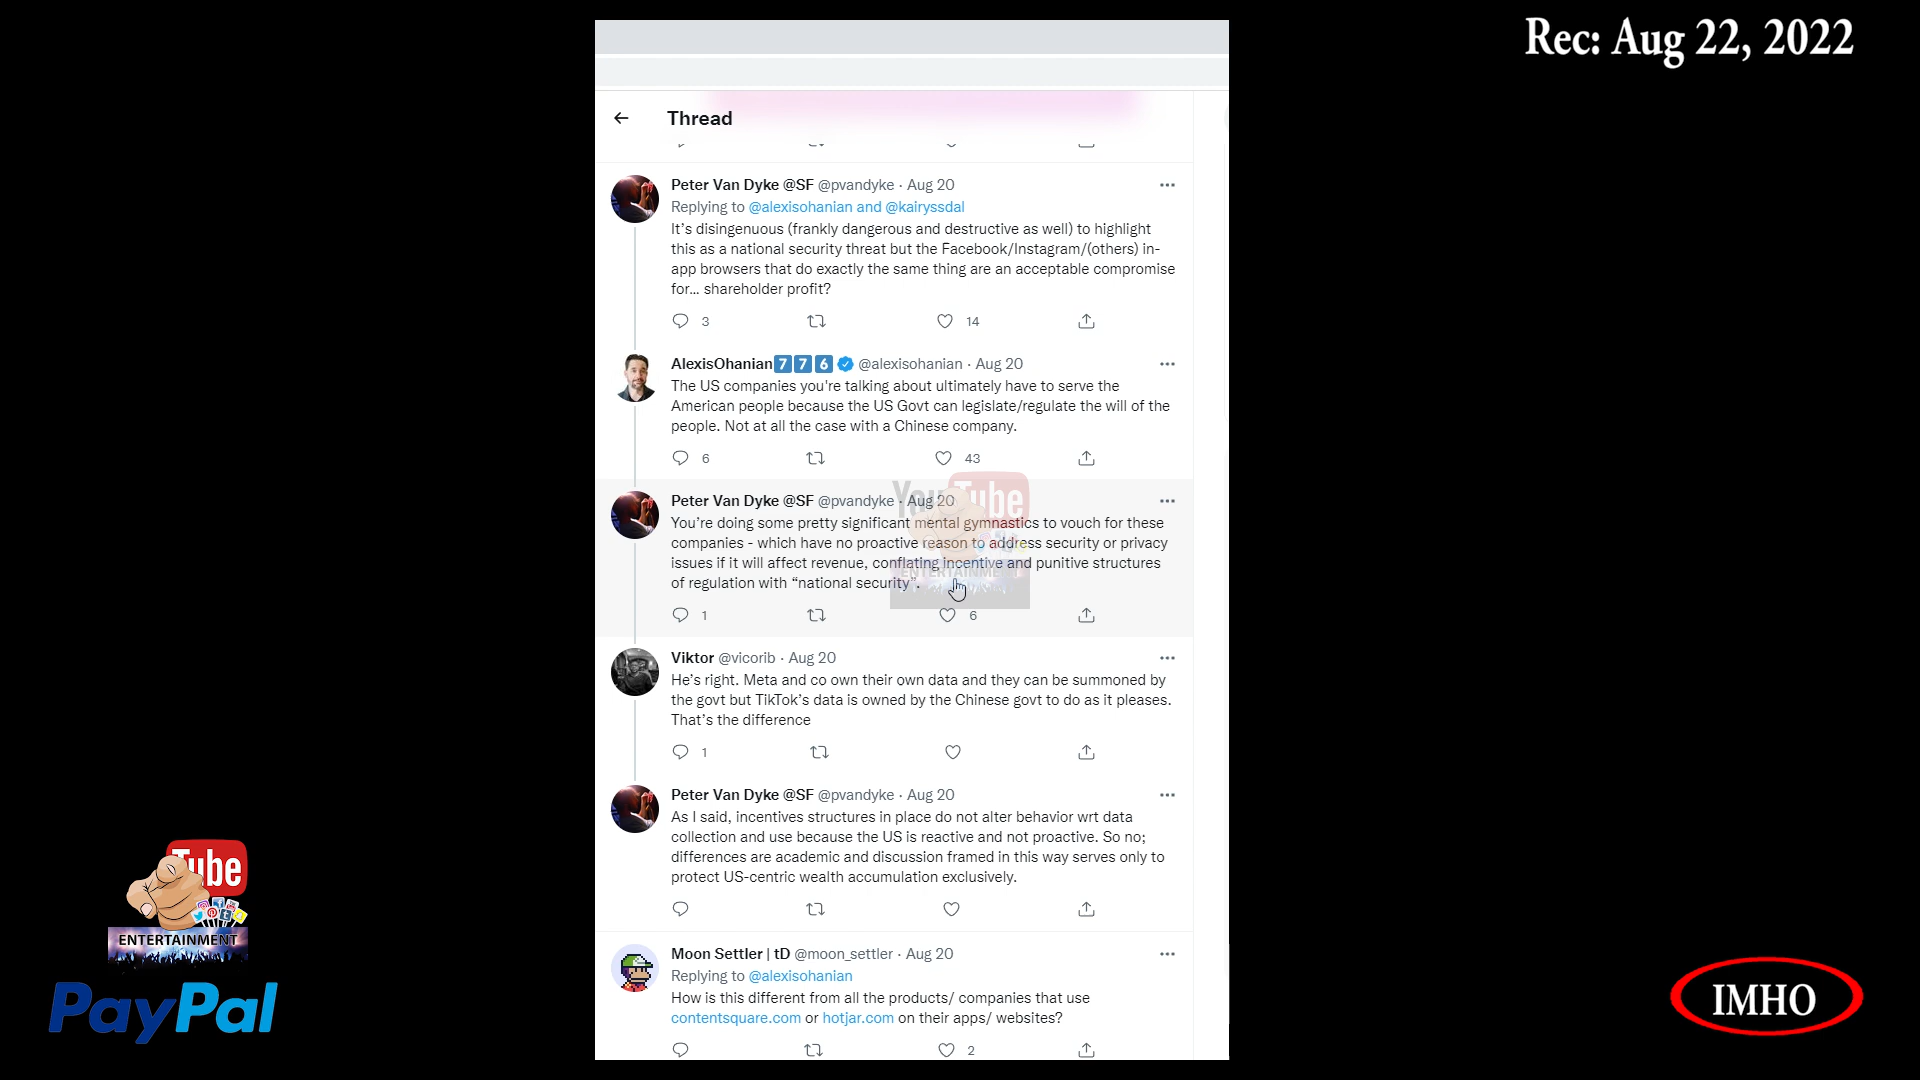 Rec: Aug 22, 2022
Thread
Peter Van Dyke @SF @pvandyke · Aug 20
Replying to @alexisohanian and @kairyssdal
It’s disingenuous (frankly dangerous and destructive as well) to highlight
this as a national security threat but the Facebook/Instagram/(others) in-
app browsers that do exactly the same thing are an acceptable compromise
for... shareholder profit?
3 14
AlexisOhanian 7 7 6 @alexisohanian · Aug 20
The US companies you're talking about ultimately have to serve the
American people because the US Govt can legislate/regulate the will of the
people. Not at all the case with a Chinese company.
6 43
Peter Van Dyke @SF @pvandyke · Aug 20
You’re doing some pretty significant mental gymnastics to vouch for these
companies - which have no proactive reason to address security or privacy
issues if it will affect revenue, conflating incentive and punitive structures
of regulation with “national security”.
1 6
YouTube
ENTERTAINMENT
Viktor @vicorib · Aug 20
He’s right. Meta and co own their own data and they can be summoned by
the govt but TikTok’s data is owned by the Chinese govt to do as it pleases.
That’s the difference
1
Peter Van Dyke @SF @pvandyke · Aug 20
As I said, incentives structures in place do not alter behavior wrt data
collection and use because the US is reactive and not proactive. So no;
differences are academic and discussion framed in this way serves only to
protect US-centric wealth accumulation exclusively.
Moon Settler | tD @moon_settler · Aug 20
Replying to @alexisohanian
How is this different from all the products/ companies that use
contentsquare.com or hotjar.com on their apps/ websites?
2
Tube
ENTERTAINMENT
PayPal
IMHO